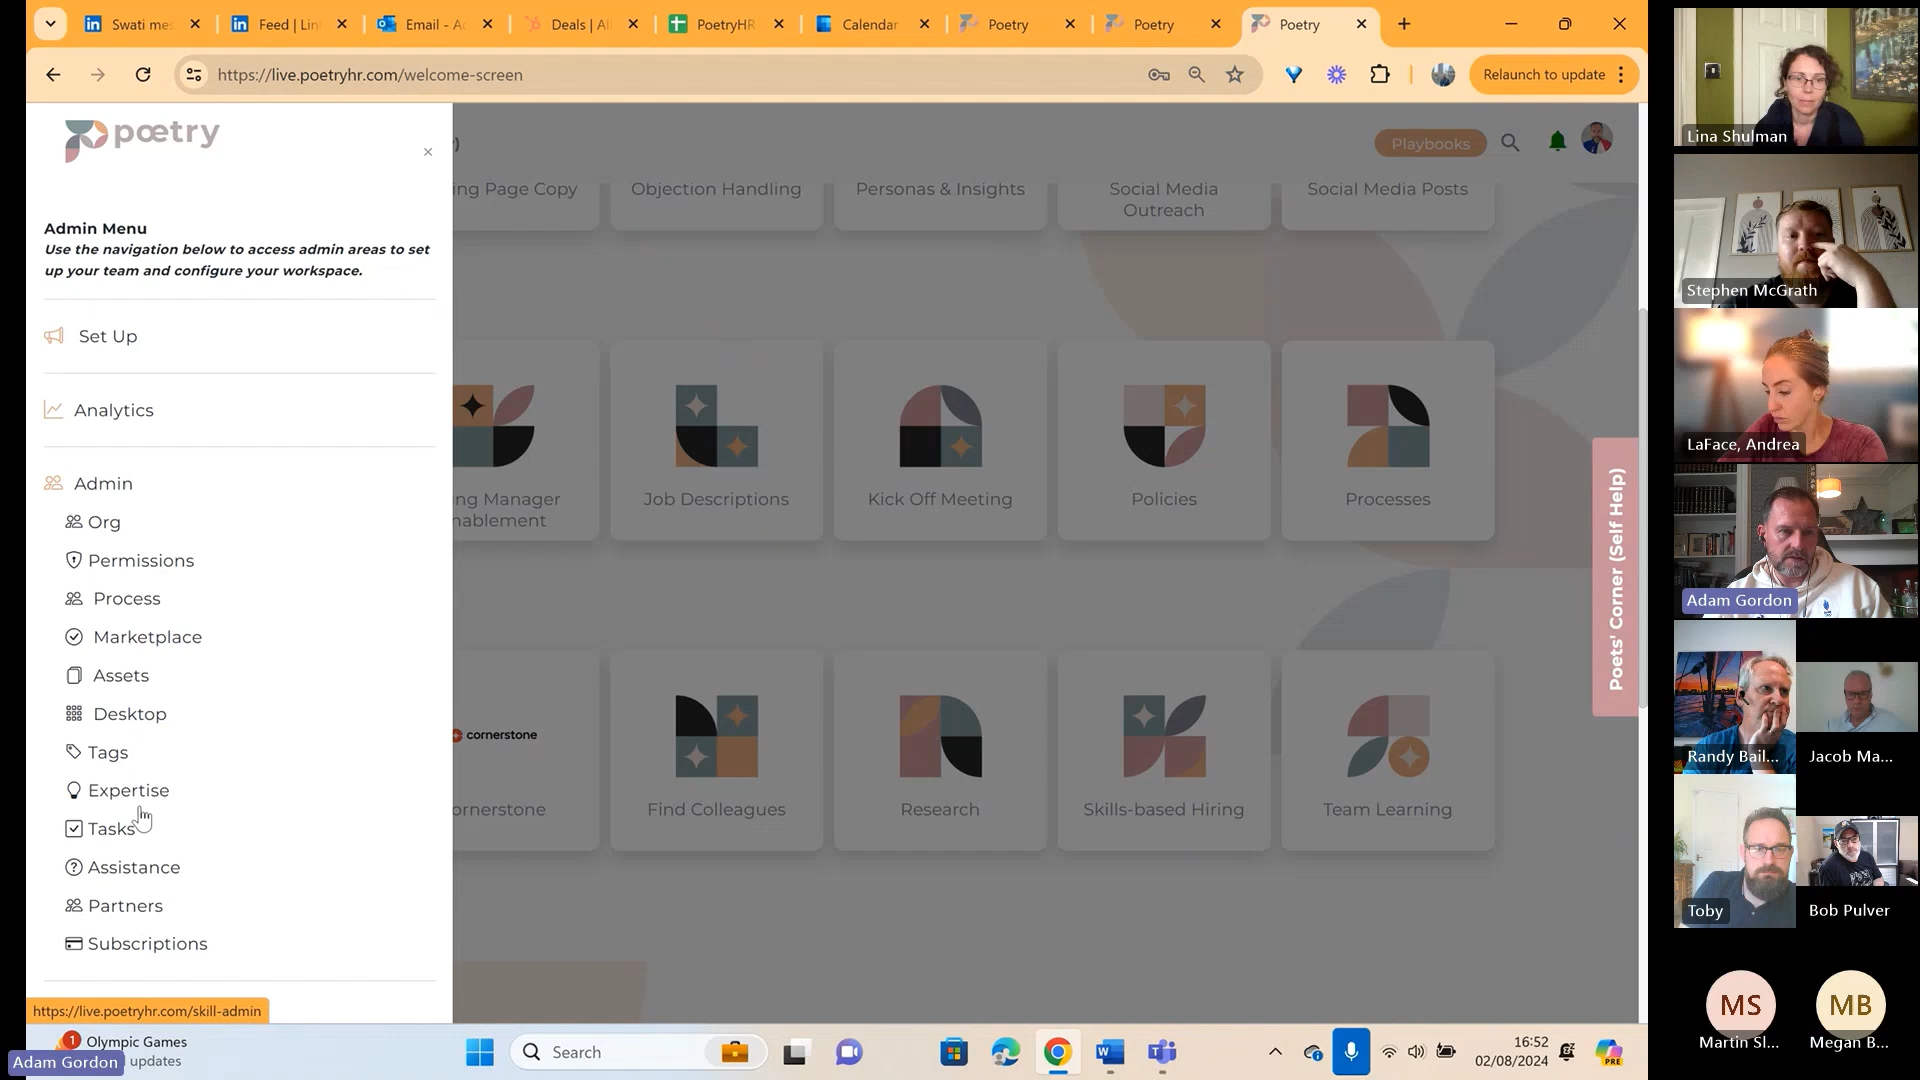 Swati mes
Feed | Lin
Email - A
Deals | Al
PoetryHR
Calendar
Poetry
Poetry
Poetry
https://live.poetryhr.com/welcome-screen
Relaunch to update
pœtry
×
Playbooks
Admin Menu
Use the navigation below to access admin areas to set
up your team and configure your workspace.
Set Up
Analytics
Admin
Org
Permissions
Process
Marketplace
Assets
Desktop
Tags
Expertise
Tasks
Assistance
Partners
Subscriptions
ing Page Copy
Objection Handling
Personas & Insights
Social Media
Outreach
Social Media Posts
ng Manager
nablement
Job Descriptions
Kick Off Meeting
Policies
Processes
cornerstone
ornerstone
Find Colleagues
Research
Skills-based Hiring
Team Learning
Poets' Corner (Self Help)
https://live.poetryhr.com/skill-admin
1
Olympic Games
updates
Adam Gordon
Search
16:52
02/08/2024
PRE
Lina Shulman
Stephen McGrath
LaFace, Andrea
Adam Gordon
Randy Bail...
Jacob Ma...
Toby
Bob Pulver
MS
Martin Sl...
MB
Megan B...